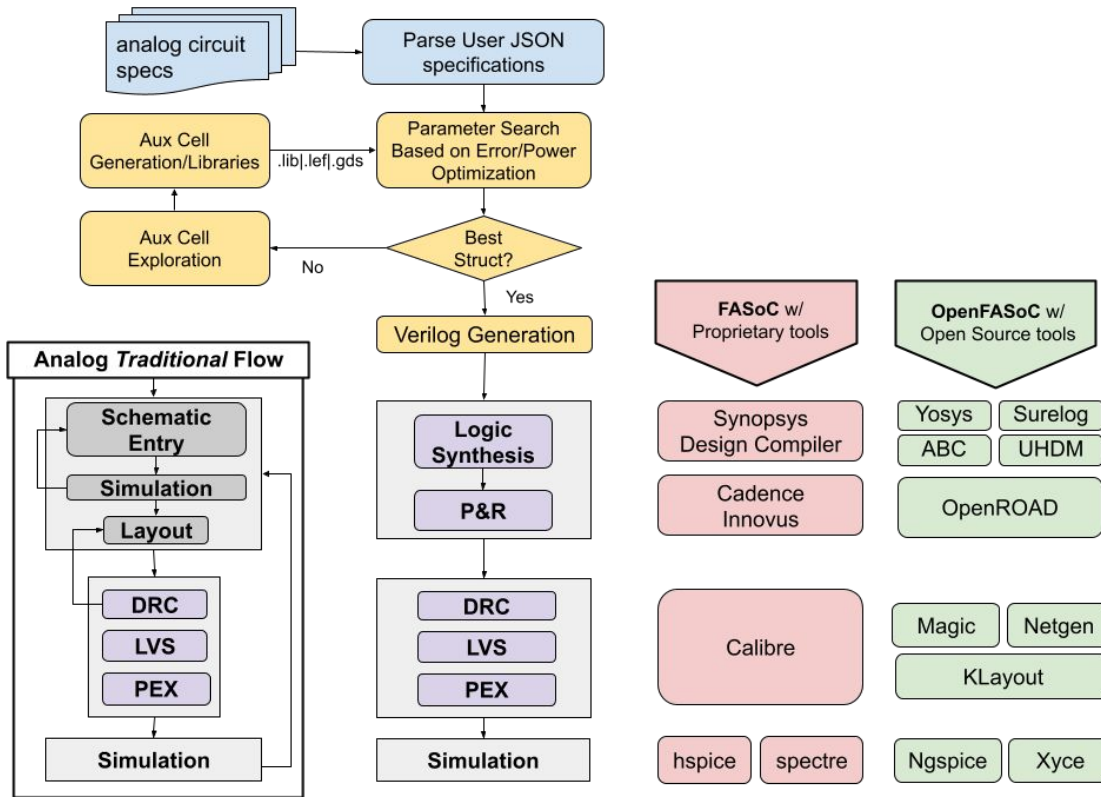 analog circuit
specs
Parse User JSON
specifications
Aux Cell
Generation/Libraries
.lib|.lef|.gds
Parameter Search
Based on Error/Power
Optimization
Aux Cell
Exploration
No
Best
Struct?
Yes
Verilog Generation
Analog Traditional Flow
Schematic
Entry
Simulation
Layout
DRC
LVS
PEX
Simulation
Logic
Synthesis
P&R
DRC
LVS
PEX
Simulation
FASoC w/
Proprietary tools
Synopsys
Design Compiler
Cadence
Innovus
Calibre
hspice
spectre
OpenFASoC w/
Open Source tools
Yosys
Surelog
ABC
UHDM
OpenROAD
Magic
Netgen
KLayout
Ngspice
Xyce